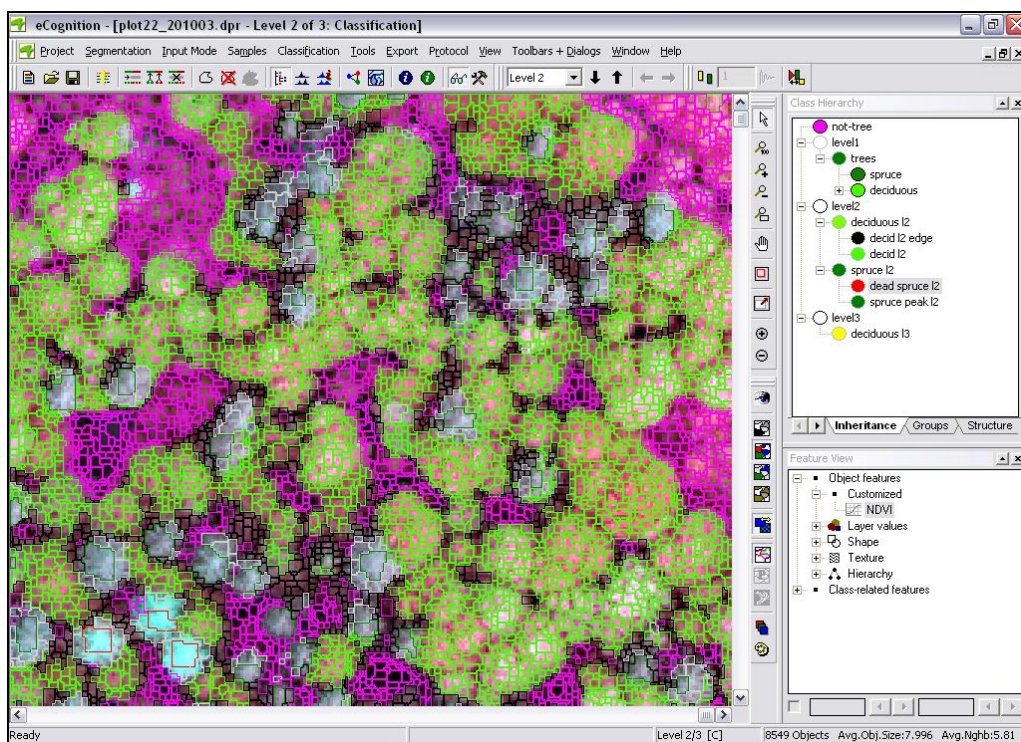 eCognition - [plot22_201003.dpr - Level 2 of 3: Classification]
Project Segmentation Input Mode Samples Classification Tools Export Protocol View Toolbars + Dialogs Window Help
Level 2
1
Class Hierarchy
not-tree
level1
trees
spruce
deciduous
level2
deciduous l2
decid l2 edge
decid l2
spruce l2
dead spruce l2
spruce peak l2
level3
deciduous l3
Inheritance Groups Structure
Feature View
Object features
Customized
NDVI
Layer values
Shape
Texture
Hierarchy
Class-related features
Ready
Level 2/3 [C]
8549 Objects Avg.Obj.Size:7.996 Avg.Nghb:5.81